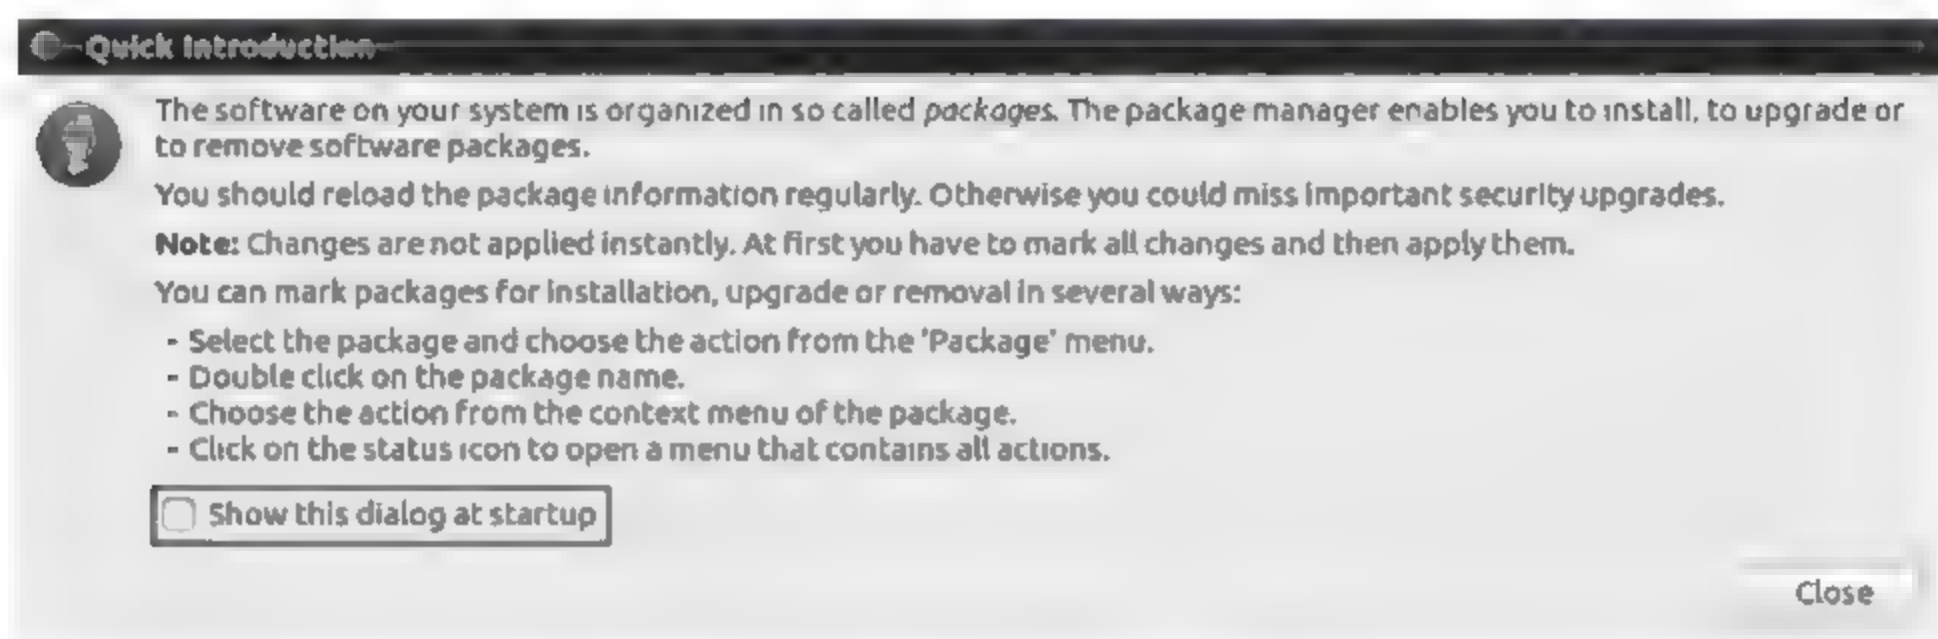 Quick Introduction
The software on your system is organized in so called packages. The package manager enables you to install, to upgrade or
to remove software packages.
You should reload the package information regularly. Otherwise you could miss important security upgrades.
Note: Changes are not applied instantly. At first you have to mark all changes and then apply them.
You can mark packages for installation, upgrade or removal in several ways:
- Select the package and choose the action from the 'Package' menu.
- Double click on the package name.
- Choose the action from the context menu of the package.
- Click on the status icon to open a menu that contains all actions.
Show this dialog at startup
Close